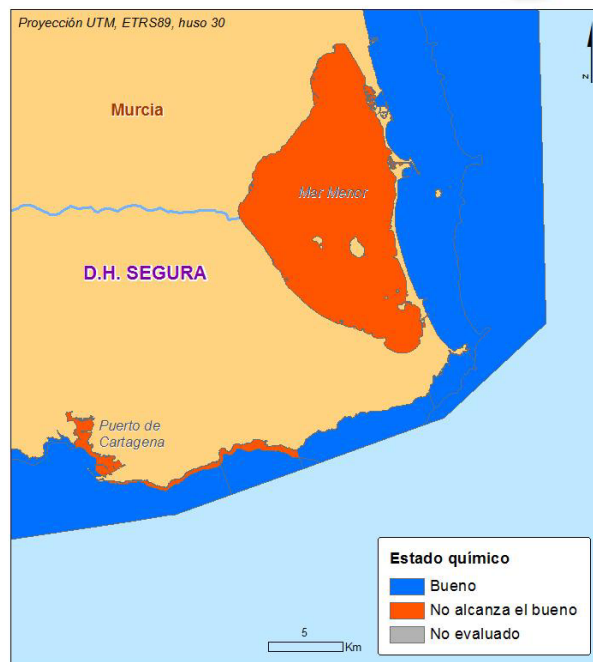 Proyección UTM, ETRS89, huso 30
z
Murcia
Mar Menor
D.H. SEGURA
Puerto de
Cartagena
Estado químico
Bueno
No alcanza el bueno
No evaluado
5
Km